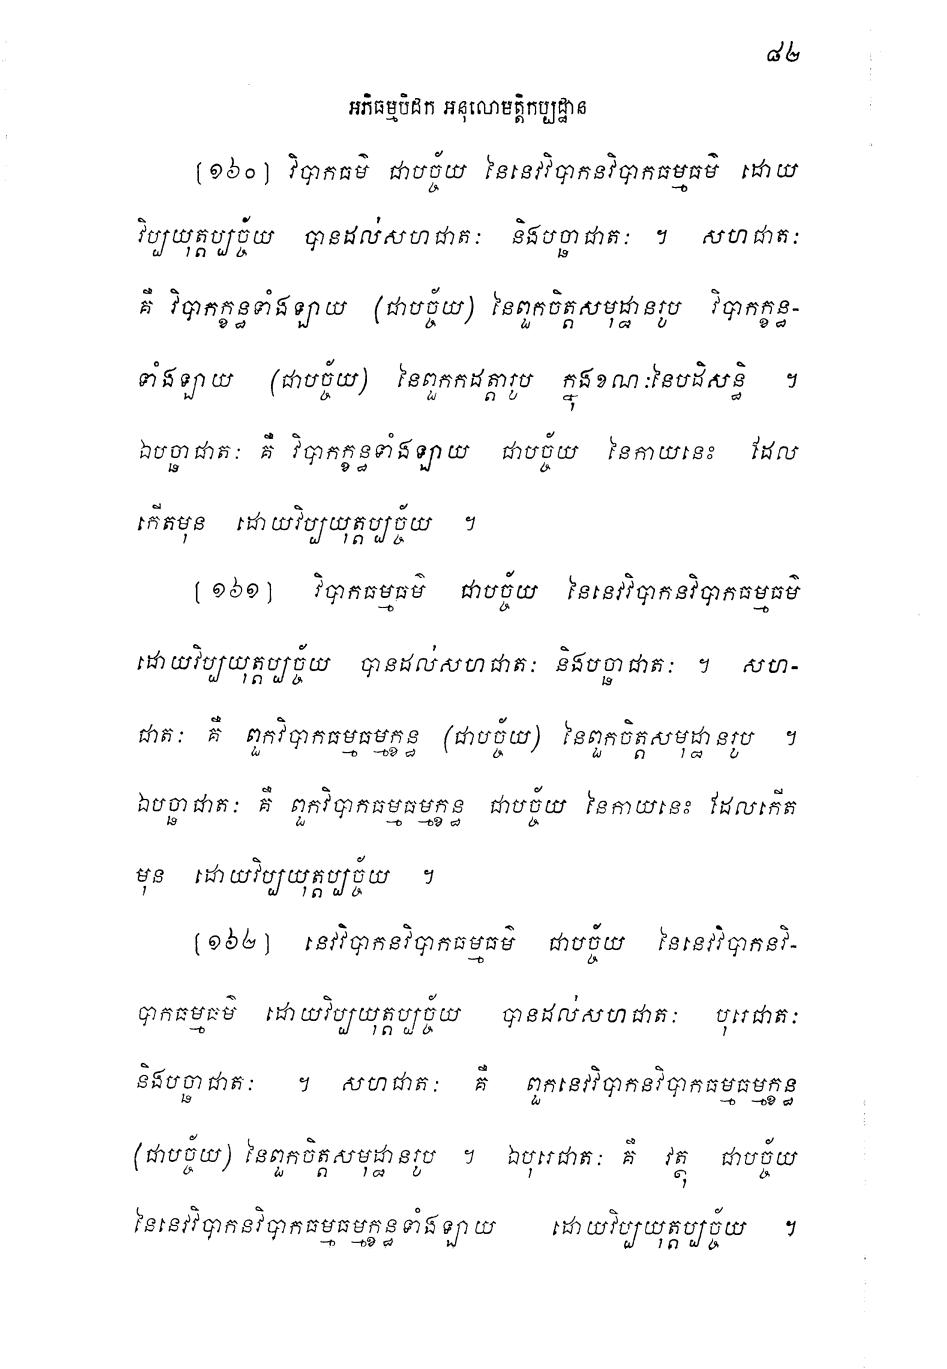 ៨២
អភិធម្មបិដក អនុលោមត្តិកប្បដ្ឋាន
[១៦០] វិបាកធម៌ ជាបច្ច័យ នៃនេវវិបាកនវិបាកធម្មធម៌ ដោយ
វិប្បយុត្តប្បច្ច័យ បានដល់សហជាតៈ និងបច្ឆាជាតៈ ។ សហជាតៈ
គឺ វិបាកក្ខន្ធទាំងឡាយ (ជាបច្ច័យ) នៃពួកចិត្តសមុដ្ឋានរូប វិបាកក្ខន្ធ-
ទាំងឡាយ (ជាបច្ច័យ) នៃពួកកដត្តារូប ក្នុងខណៈនៃបដិសន្ធិ ។
ឯបច្ឆាជាតៈ គឺ វិបាកក្ខន្ធទាំងឡាយ ជាបច្ច័យ នៃកាយនេះ ដែល
កើតមុន ដោយវិប្បយុត្តប្បច្ច័យ ។
[១៦១] វិបាកធម្មធម៌ ជាបច្ច័យ នៃនេវវិបាកនវិបាកធម្មធម៌
ដោយវិប្បយុត្តប្បច្ច័យ បានដល់សហជាតៈ និងបច្ឆាជាតៈ ។ សហ-
ជាតៈ គឺ ពួកវិបាកធម្មធម្មក្ខន្ធ (ជាបច្ច័យ) នៃពួកចិត្តសមុដ្ឋានរូប ។
ឯបច្ឆាជាតៈ គឺ ពួកវិបាកធម្មធម្មក្ខន្ធ ជាបច្ច័យ នៃកាយនេះ ដែលកើត
មុន ដោយវិប្បយុត្តប្បច្ច័យ ។
[១៦២] នេវវិបាកនវិបាកធម្មធម៌ ជាបច្ច័យ នៃនេវវិបាកនវិ-
បាកធម្មធម៌ ដោយវិប្បយុត្តប្បច្ច័យ បានដល់សហជាតៈ បុរេជាតៈ
និងបច្ឆាជាតៈ ។ សហជាតៈ គឺ ពួកនេវវិបាកនវិបាកធម្មធម្មក្ខន្ធ
(ជាបច្ច័យ) នៃពួកចិត្តសមុដ្ឋានរូប ។ ឯបុរេជាតៈ គឺ វត្ថុ ជាបច្ច័យ
នៃនេវវិបាកនវិបាកធម្មធម្មក្ខន្ធទាំងឡាយ ដោយវិប្បយុត្តប្បច្ច័យ ។